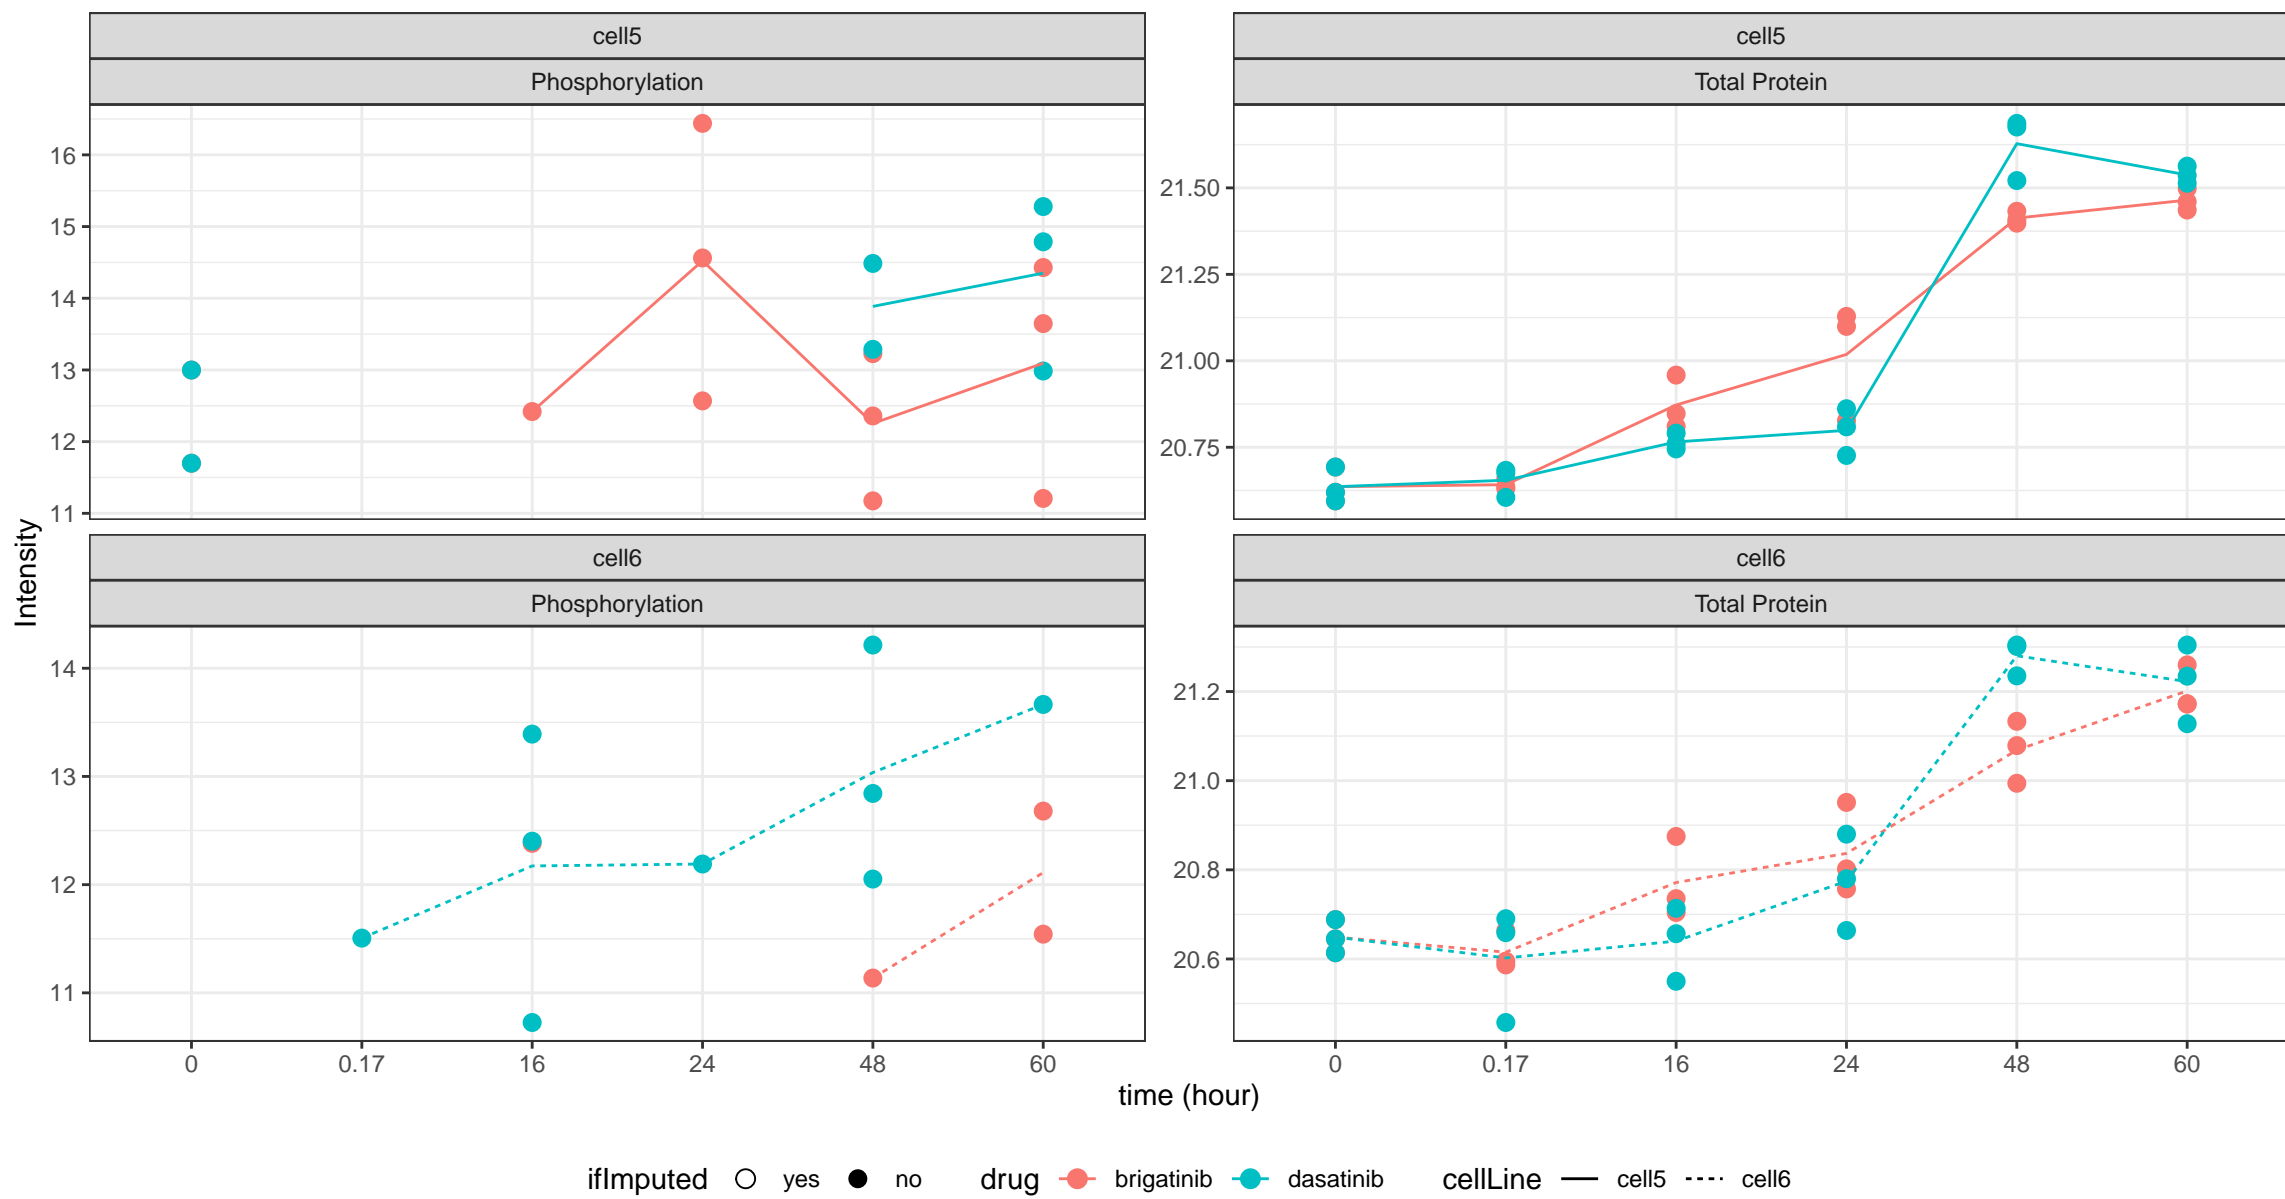 cell5
cell5
Phosphorylation
Total Protein
16
15
14
13
12
11
21.50
21.25
21.00
20.75
Intensity
cell6
cell6
Phosphorylation
Total Protein
14
13
12
11
21.2
21.0
20.8
20.6
0 0.17 16 24 48 60
0 0.17 16 24 48 60
time (hour)
ifImputed yes no drug brigatinib dasatinib cellLine cell5 cell6